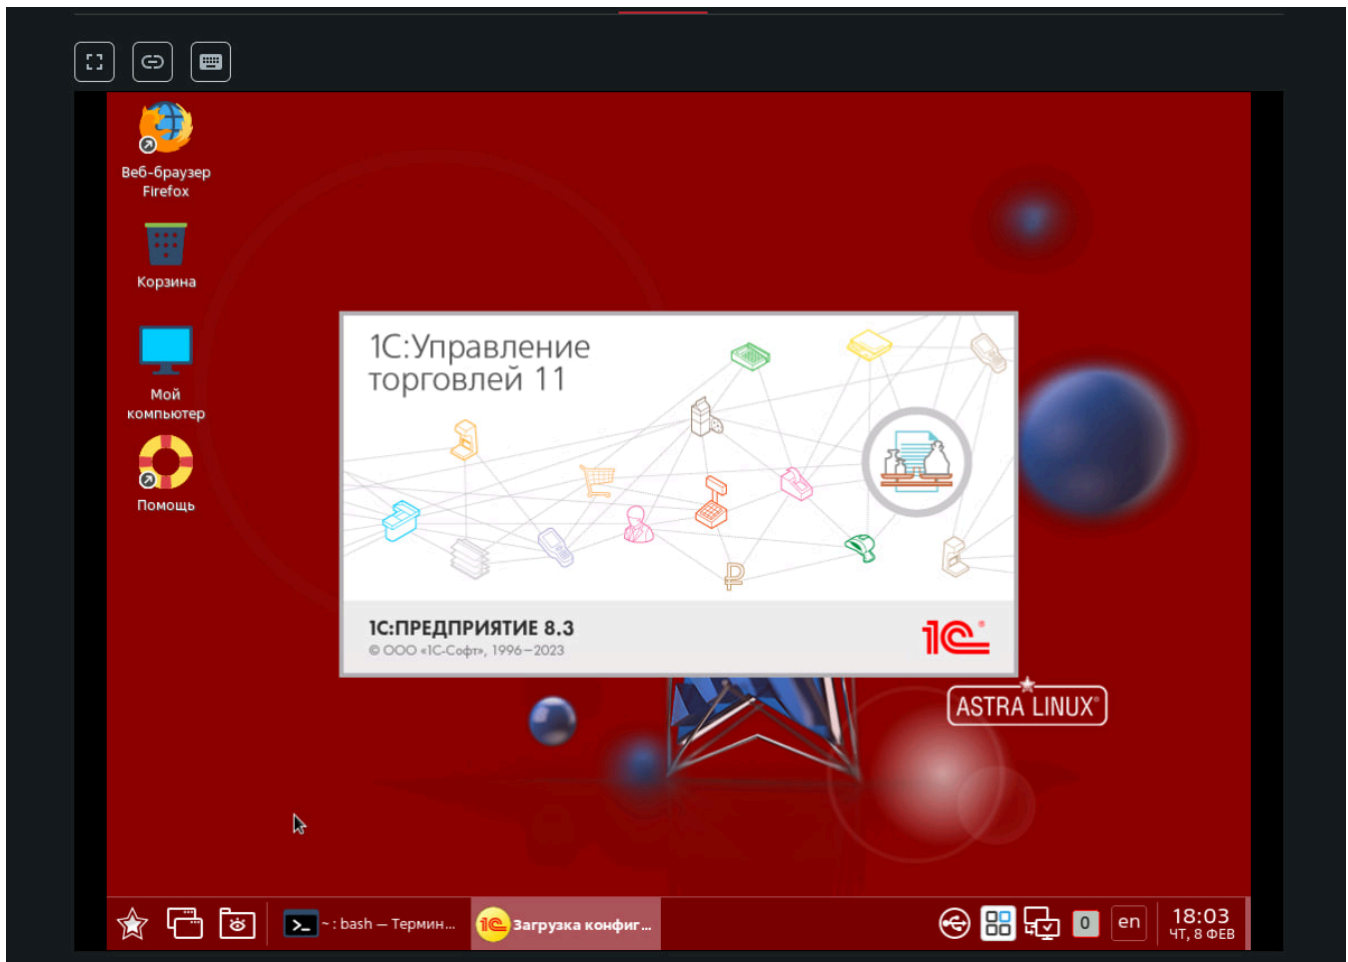 Веб-браузер
Firefox
Корзина
Мой
компьютер
Помощь
1С:Управление
торговлей 11
1С:ПРЕДПРИЯТИЕ 8.3
© ООО «1С-Софт», 1996–2023
1С®
ASTRA LINUX®
~ : bash — Термин...
1С Загрузка конфиг...
0
en
18:03
ЧТ, 8 ФЕВ